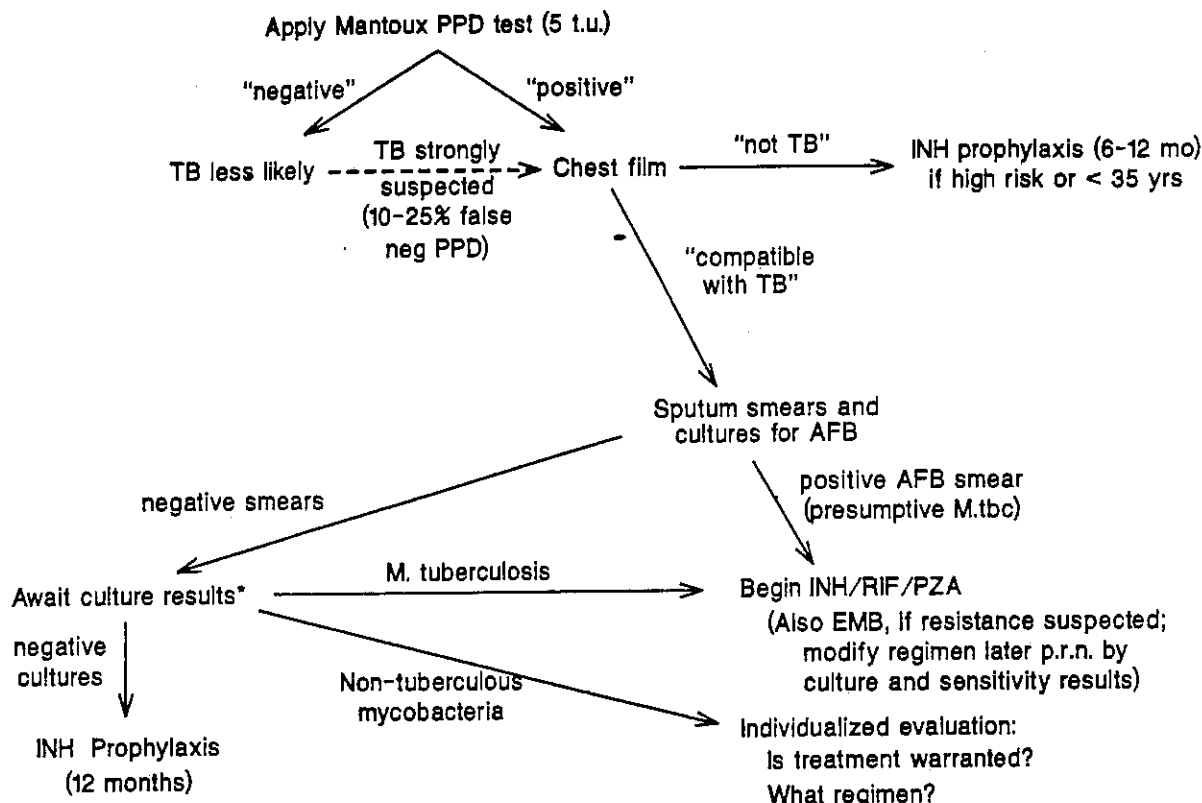 Apply Mantoux PPD test (5 t.u.)
"negative"
"positive"
TB less likely
TB strongly
suspected
(10-25% false
neg PPD)
Chest film
"not TB"
INH prophylaxis (6-12 mo)
if high risk or < 35 yrs
"compatible
with TB"
Sputum smears and
cultures for AFB
negative smears
positive AFB smear
(presumptive M.tbc)
Await culture results*
M. tuberculosis
Begin INH/RIF/PZA
(Also EMB, if resistance suspected;
modify regimen later p.r.n. by
culture and sensitivity results)
negative
cultures
Non-tuberculous
mycobacteria
INH Prophylaxis
(12 months)
Individualized evaluation:
Is treatment warranted?
What regimen?